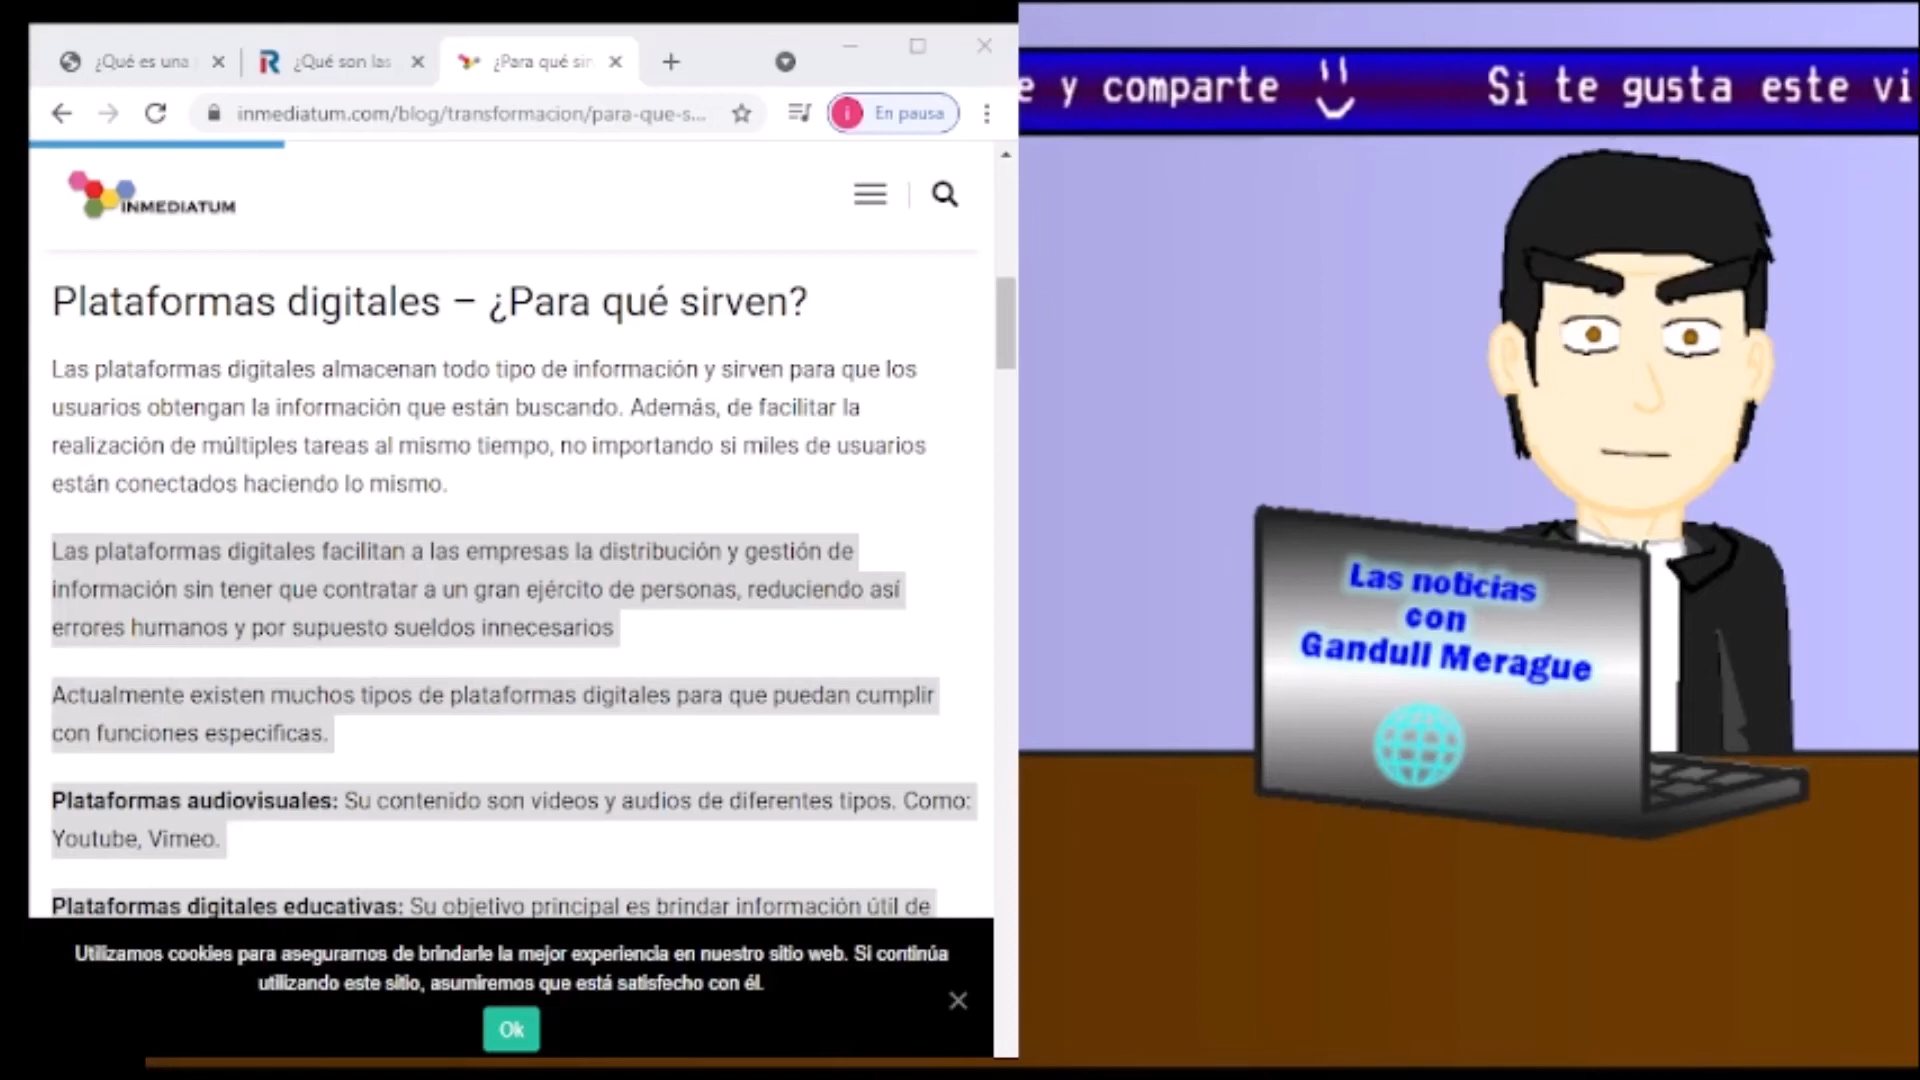 ¿Qué es una
¿Qué son las
¿Para qué sir
inmediatum.com/blog/transformacion/para-que-s...
i
En pausa
INMEDIATUM
Plataformas digitales – ¿Para qué sirven?
Las plataformas digitales almacenan todo tipo de información y sirven para que los
usuarios obtengan la información que están buscando. Además, de facilitar la
realización de múltiples tareas al mismo tiempo, no importando si miles de usuarios
están conectados haciendo lo mismo.
Las plataformas digitales facilitan a las empresas la distribución y gestión de
información sin tener que contratar a un gran ejército de personas, reduciendo así
errores humanos y por supuesto sueldos innecesarios
Actualmente existen muchos tipos de plataformas digitales para que puedan cumplir
con funciones específicas.
Plataformas audiovisuales: Su contenido son videos y audios de diferentes tipos. Como:
Youtube, Vimeo.
Plataformas digitales educativas: Su objetivo principal es brindar información útil de
Utilizamos cookies para asegurarnos de brindarle la mejor experiencia en nuestro sitio web. Si continúa
utilizando este sitio, asumiremos que está satisfecho con él.
Ok
e y comparte Si te gusta este vi
Las noticias
con
Gandull Merague